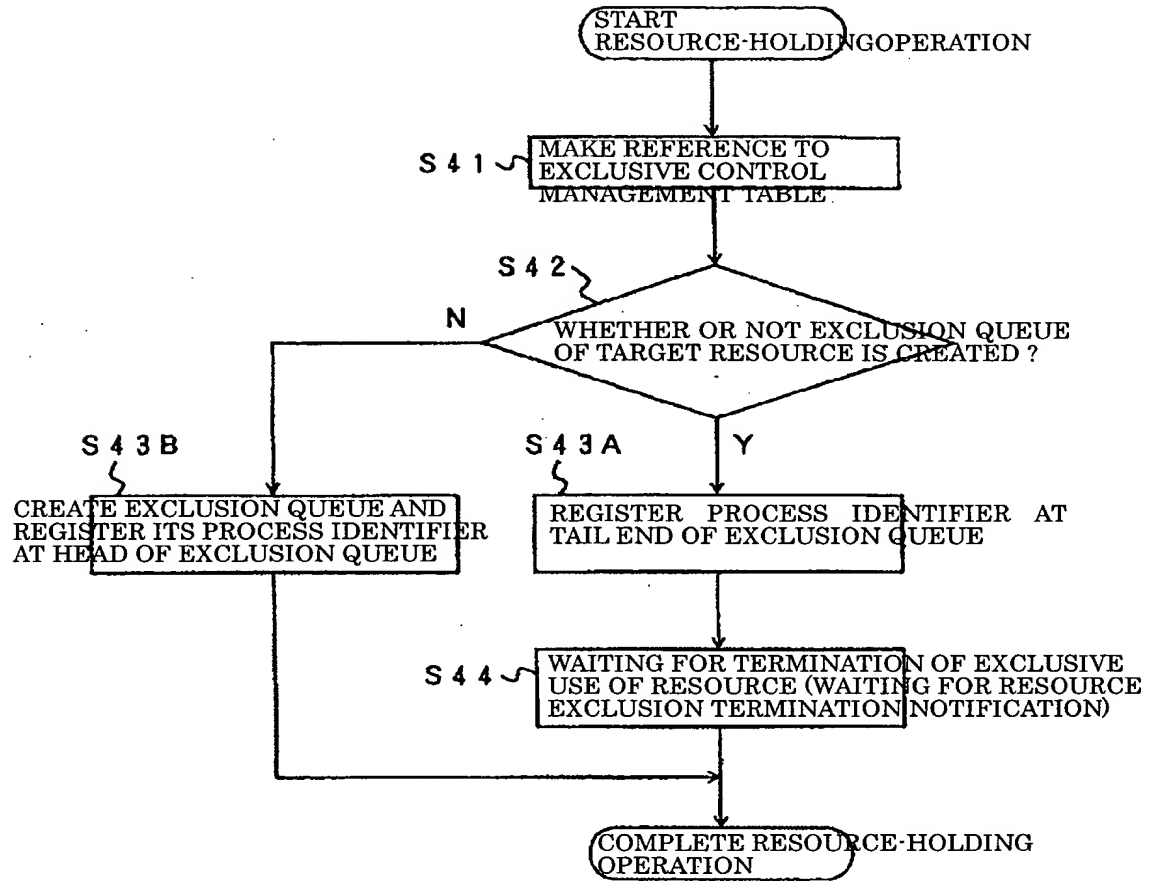 START
RESOURCE-HOLDINGOPERATION
S41
MAKE REFERENCE TO
EXCLUSIVE CONTROL
MANAGEMENT TABLE
S42
N
WHETHER OR NOT EXCLUSION QUEUE
OF TARGET RESOURCE IS CREATED ?
S43B
S43A
Y
CREATE EXCLUSION QUEUE AND
REGISTER ITS PROCESS IDENTIFIER
AT HEAD OF EXCLUSION QUEUE
REGISTER PROCESS IDENTIFIER AT
TAIL END OF EXCLUSION QUEUE
S44
WAITING FOR TERMINATION OF EXCLUSIVE
USE OF RESOURCE (WAITING FOR RESOURCE
EXCLUSION TERMINATION NOTIFICATION)
COMPLETE RESOURCE-HOLDING
OPERATION